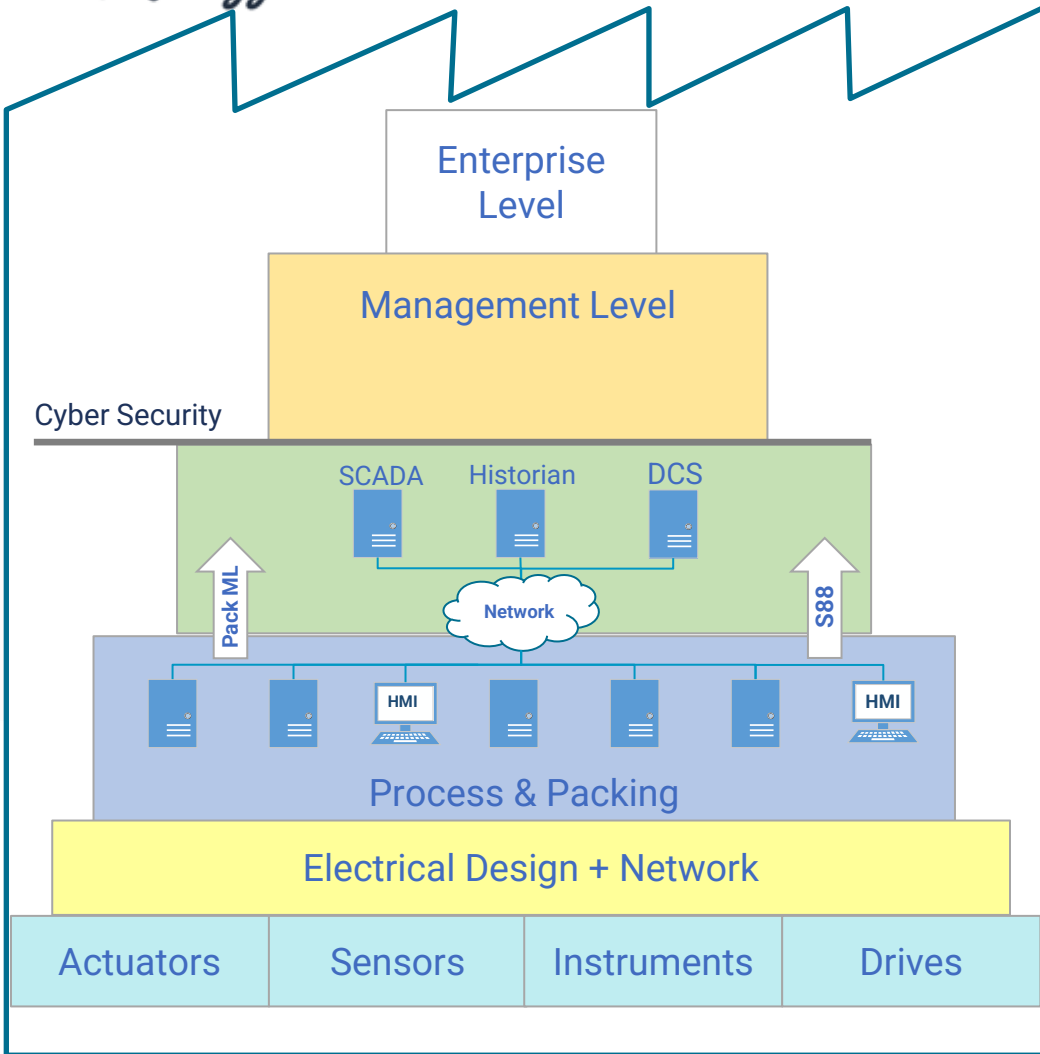 Enterprise
Level
Management Level
Cyber Security
SCADA Historian DCS
Pack ML
Network
S88
HMI
HMI
Process & Packing
Electrical Design + Network
Actuators Sensors Instruments Drives